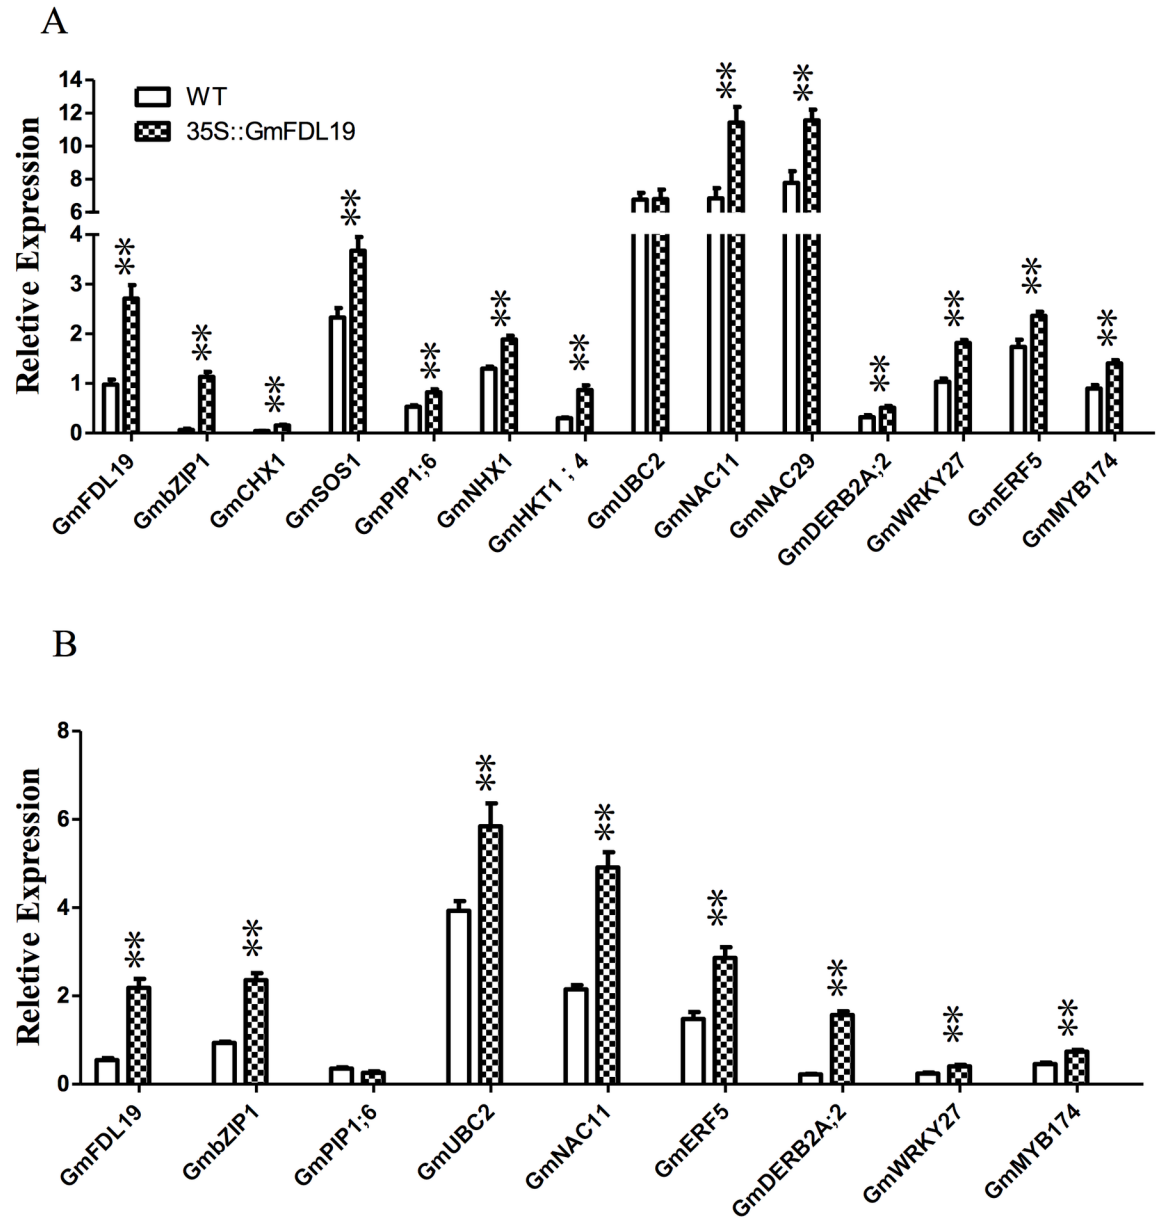 A
14
12
10
8
6
4
3
2
1
0
Reletive Expression
WT
35S::GmFDL19
** ** ** ** ** ** ** ** ** ** ** ** **
GmFDL19 GmbZIP1 GmCHX1 GmSOS1 GmPIP1;6 GmNHX1 GmHKT1 ; 4 GmUBC2 GmNAC11 GmNAC29 GmDERB2A;2 GmWRKY27 GmERF5 GmMYB174
B
8
6
4
2
0
Reletive Expression
** ** ** ** ** ** ** **
GmFDL19 GmbZIP1 GmPIP1;6 GmUBC2 GmNAC11 GmERF5 GmDERB2A;2 GmWRKY27 GmMYB174